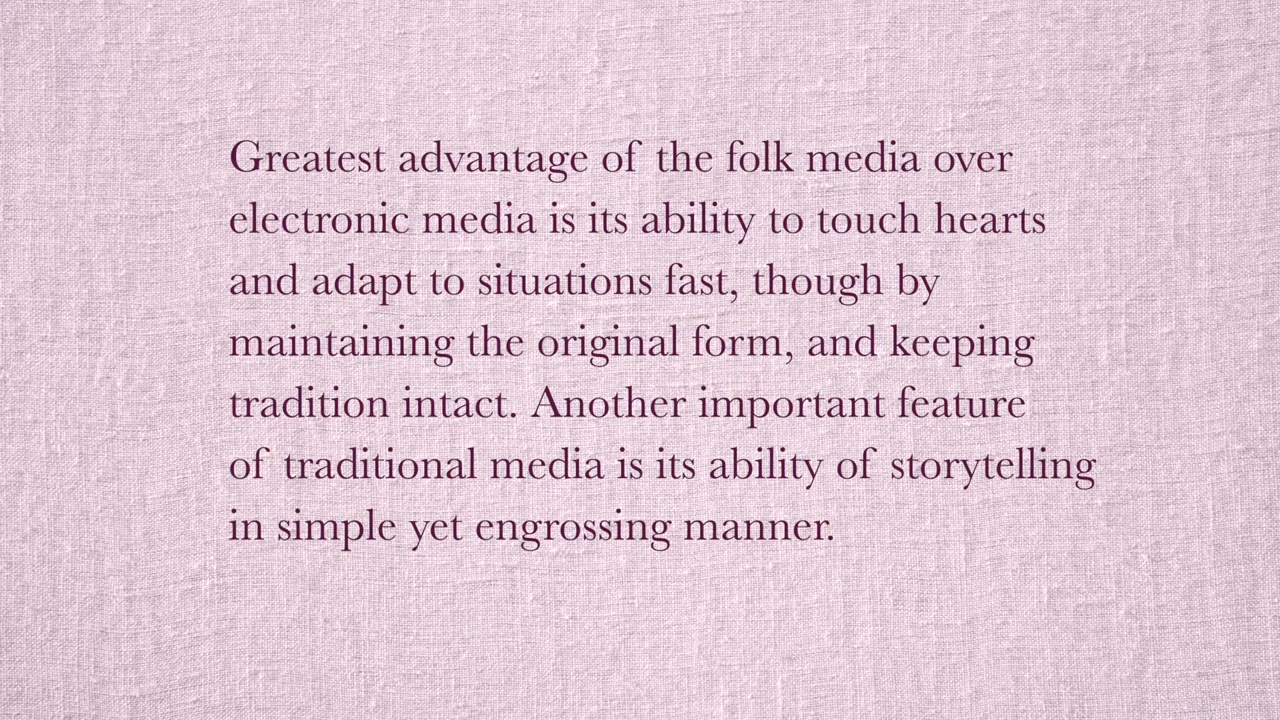 Greatest advantage of the folk media over
electronic media is its ability to touch hearts
and adapt to situations fast, though by
maintaining the original form, and keeping
tradition intact. Another important feature
of traditional media is its ability of storytelling
in simple yet engrossing manner.